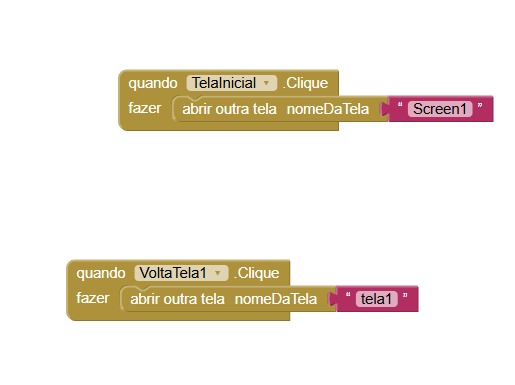 quando TelaInicial .Clique
fazer abrir outra tela nomeDaTela “ Screen1 ”
quando VoltaTela1 .Clique
fazer abrir outra tela nomeDaTela “ tela1 ”